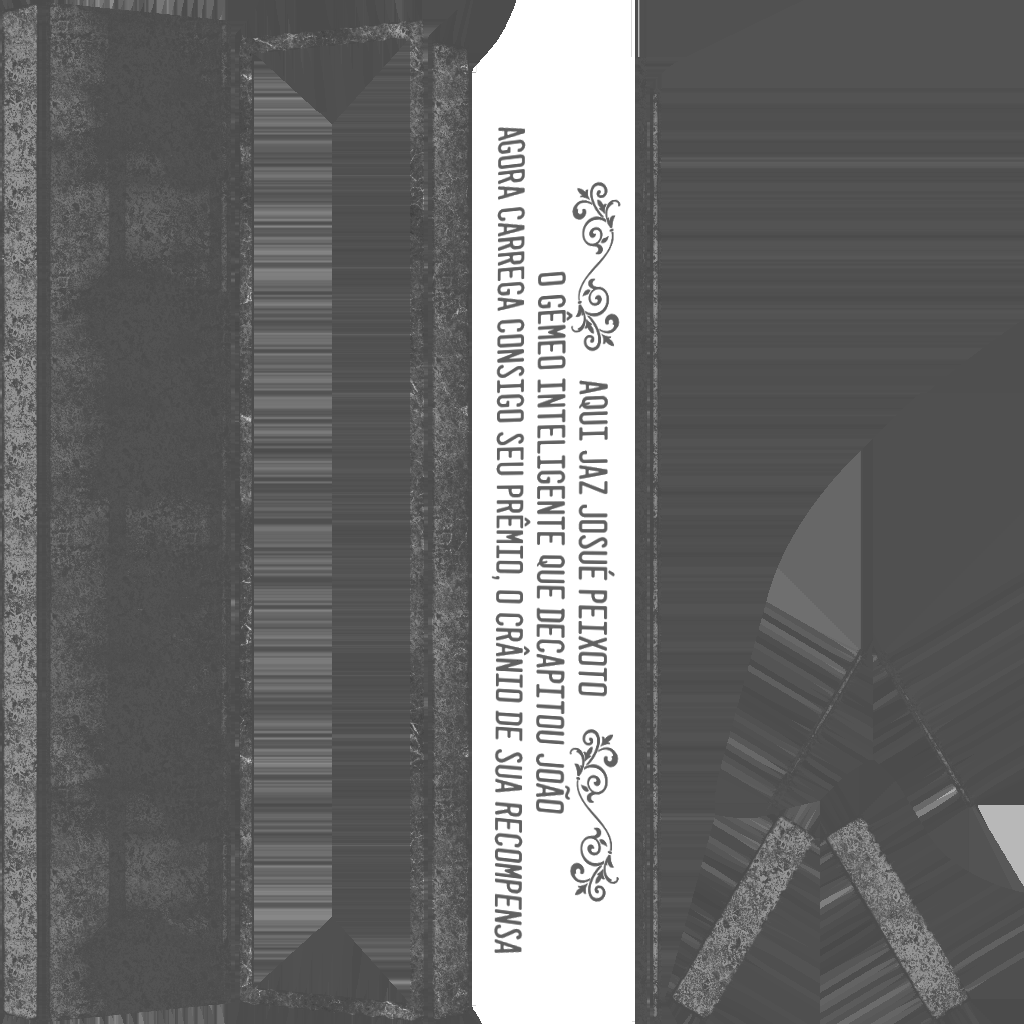 AQUI JAZ JOSUÉ PEIXOTO
O GÊMEO INTELIGENTE QUE DECAPITOU JOÃO
AGORA CARREGA CONSIGO SEU PRÊMIO, O CRÂNIO DE SUA RECOMPENSA